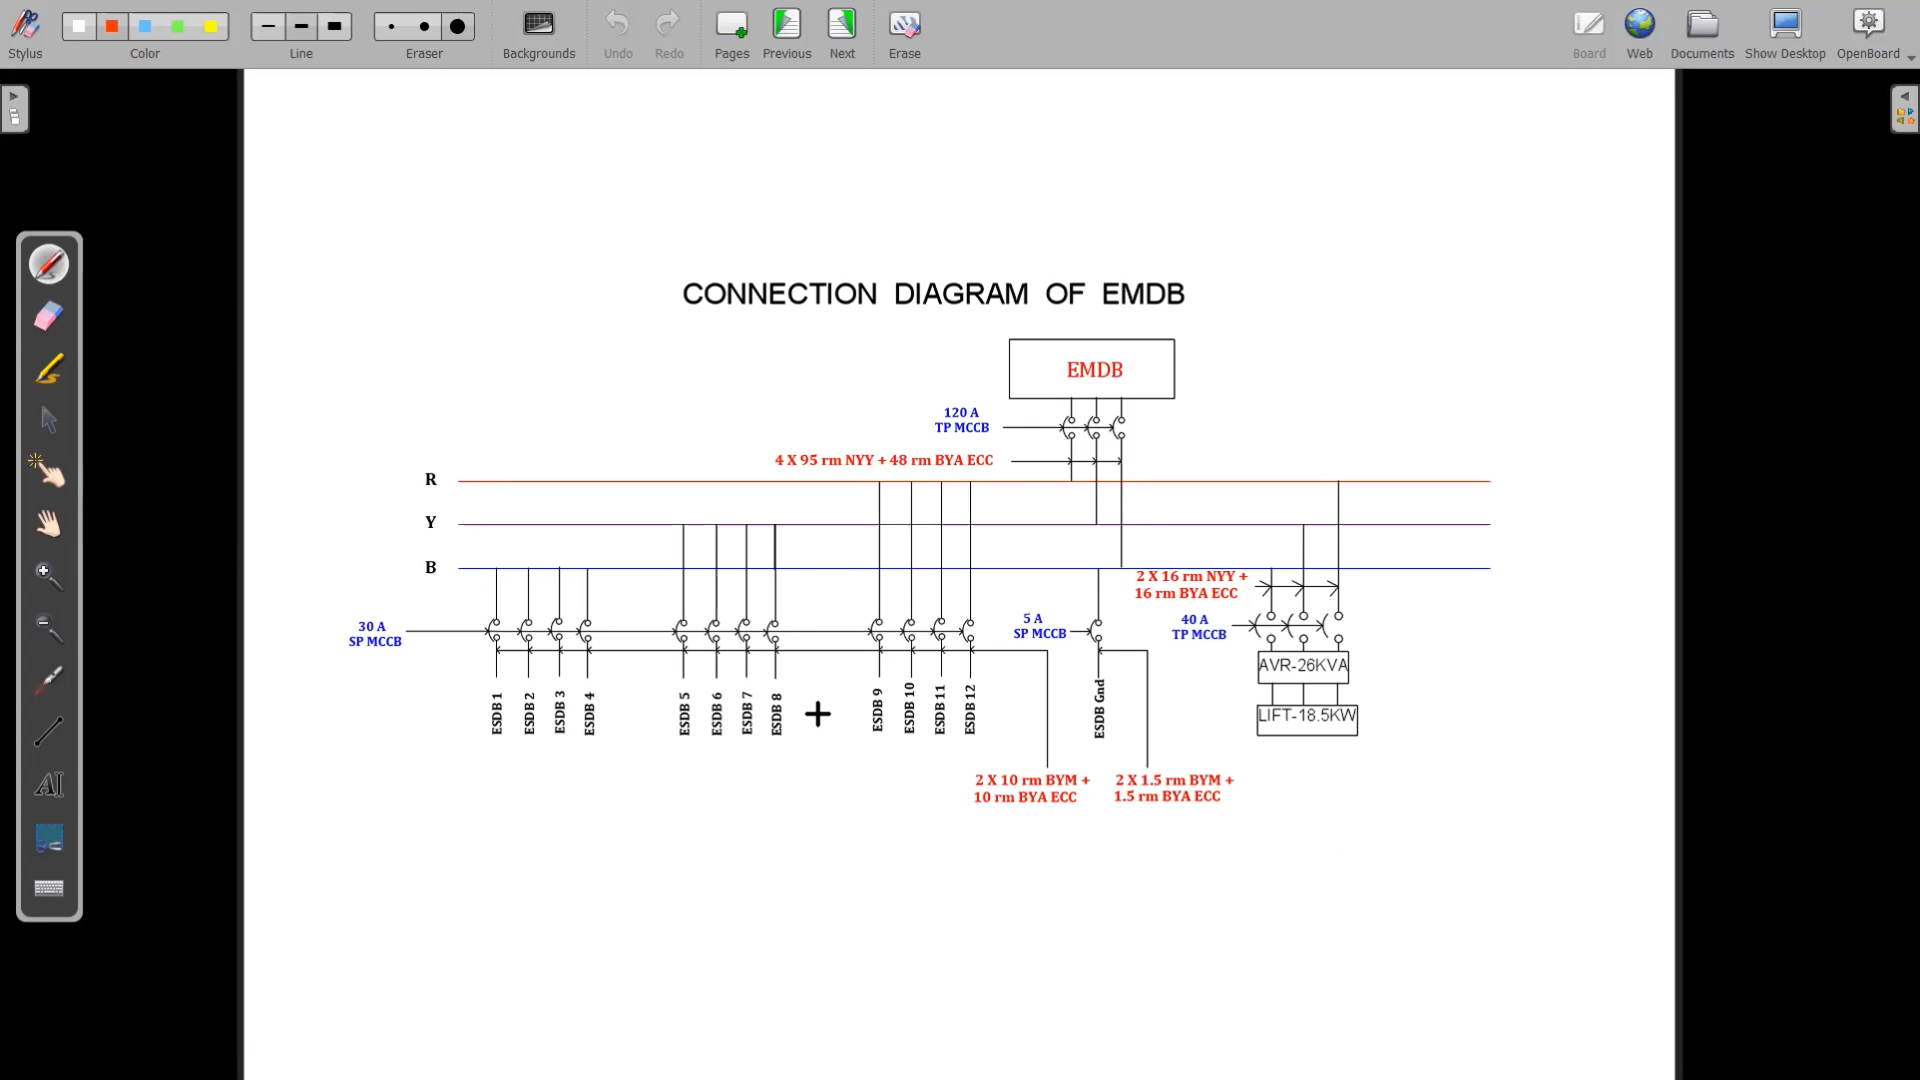 Stylus
Color
Line
Eraser
Backgrounds
Undo
Redo
Pages
Previous
Next
Erase
Board
Web
Documents
Show Desktop
OpenBoard
CONNECTION DIAGRAM OF EMDB
EMDB
120 A
TP MCCB
4 X 95 rm NYY + 48 rm BYA ECC
R
Y
B
2 X 16 rm NYY +
16 rm BYA ECC
30 A
SP MCCB
5 A
SP MCCB
40 A
TP MCCB
AVR-26KVA
LIFT-18.5KW
ESDB 1
ESDB 2
ESDB 3
ESDB 4
ESDB 5
ESDB 6
ESDB 7
ESDB 8
ESDB 9
ESDB 10
ESDB 11
ESDB 12
ESDB Gnd
2 X 10 rm BYM +
10 rm BYA ECC
2 X 1.5 rm BYM +
1.5 rm BYA ECC